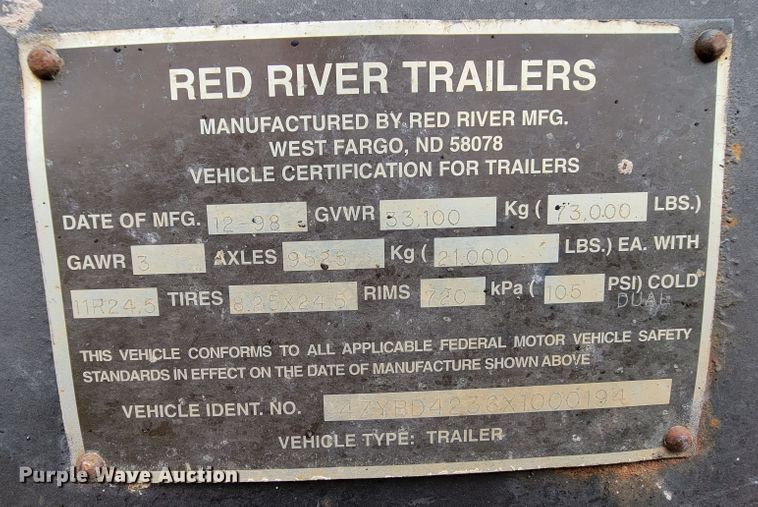 RED RIVER TRAILERS
MANUFACTURED BY RED RIVER MFG.
WEST FARGO, ND 58078
VEHICLE CERTIFICATION FOR TRAILERS
DATE OF MFG. 12-98 GVWR 33,100 Kg ( 73,000 LBS.)
GAWR 3 AXLES 9525 Kg ( 21,000 LBS.) EA. WITH
11R24.5 TIRES 8.25X24.5 RIMS 720 kPa ( 105 PSI) COLD
DUAL
THIS VEHICLE CONFORMS TO ALL APPLICABLE FEDERAL MOTOR VEHICLE SAFETY
STANDARDS IN EFFECT ON THE DATE OF MANUFACTURE SHOWN ABOVE
VEHICLE IDENT. NO.
VEHICLE TYPE: TRAILER
Purple Wave Auction